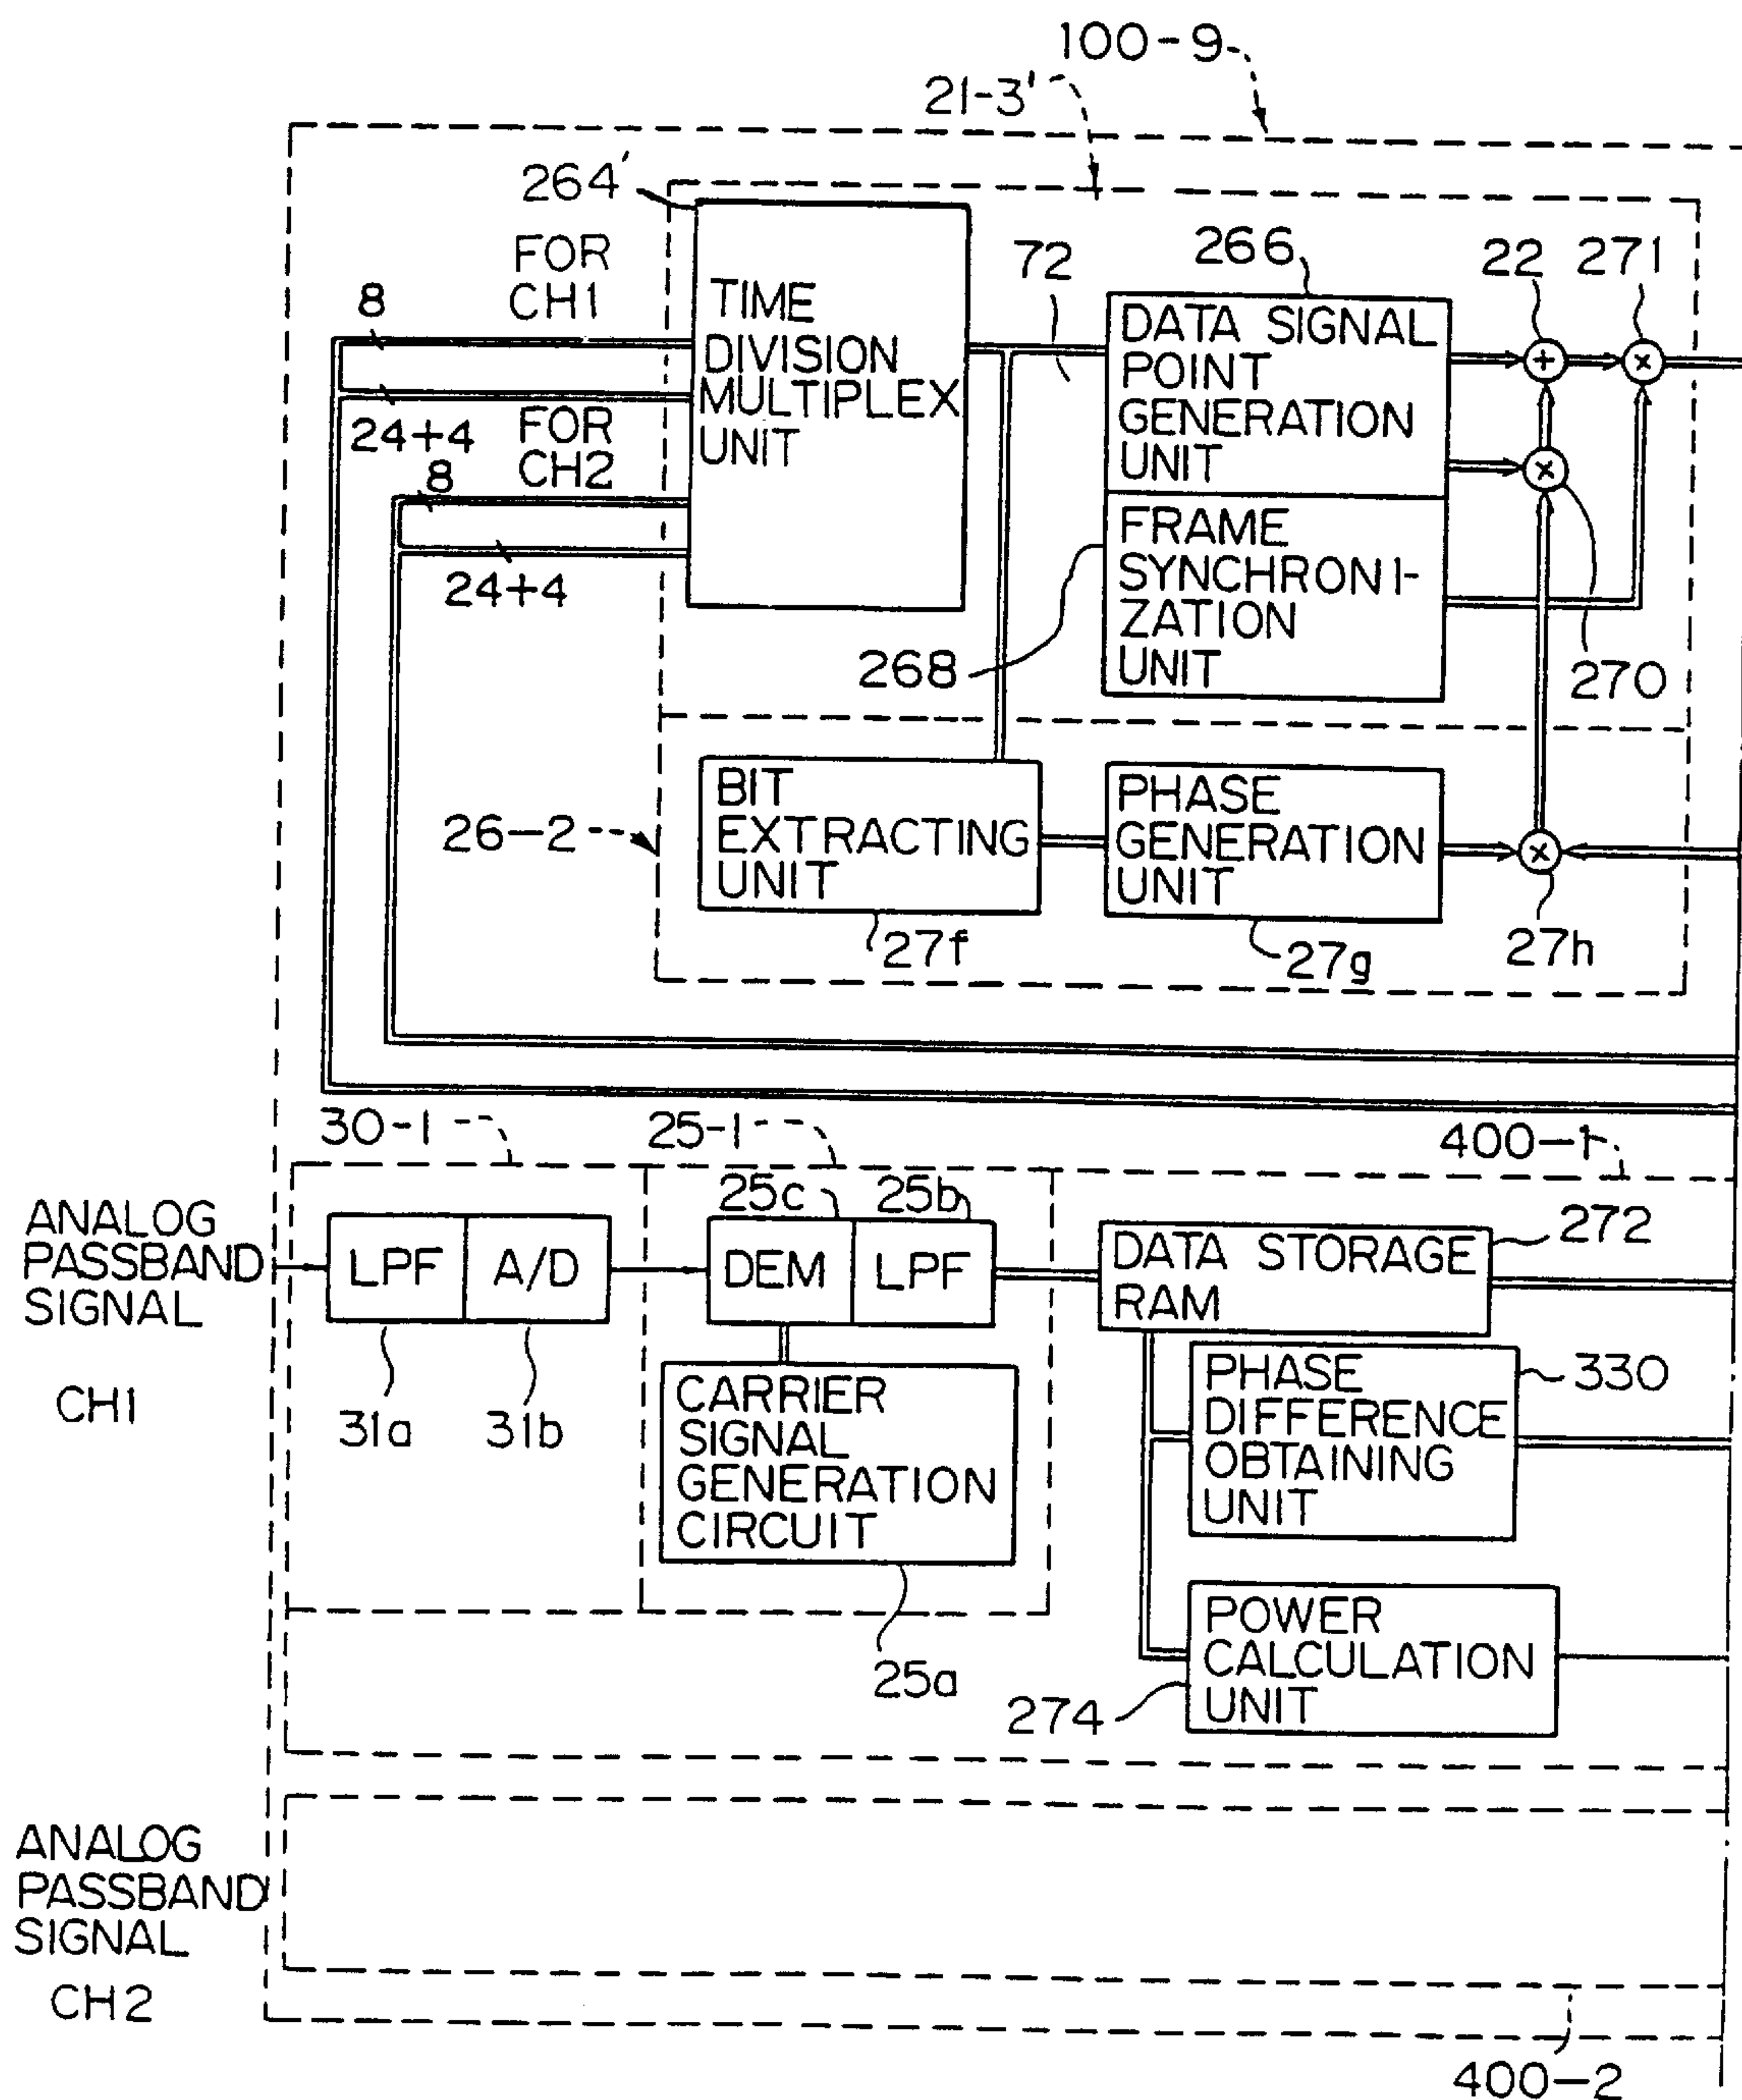 100-9
21-3'
264'
FOR
CH1
8
24+4
FOR
CH2
8
24+4
TIME
DIVISION
MULTIPLEX
UNIT
72
266
22
271
DATA SIGNAL
POINT
GENERATION
UNIT
+
×
×
FRAME
SYNCHRONI-
ZATION
UNIT
268
270
26-2
BIT
EXTRACTING
UNIT
PHASE
GENERATION
UNIT
×
27f
27g
27h
30-1
25-1
400-1
ANALOG
PASSBAND
SIGNAL
CH1
LPF
A/D
31a
31b
25c
25b
DEM
LPF
CARRIER
SIGNAL
GENERATION
CIRCUIT
25a
DATA STORAGE
RAM
272
PHASE
DIFFERENCE
OBTAINING
UNIT
330
POWER
CALCULATION
UNIT
274
ANALOG
PASSBAND
SIGNAL
CH2
400-2